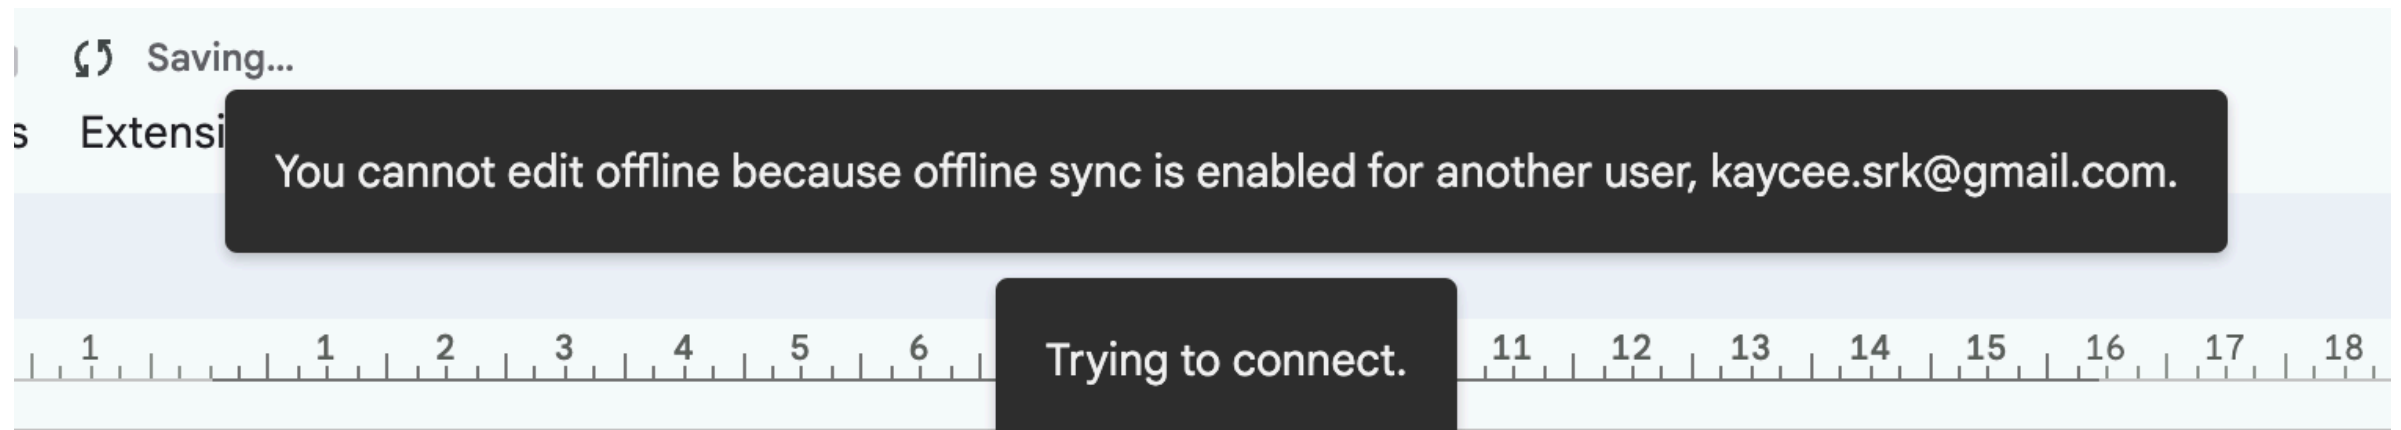 Saving...
s Extensi
You cannot edit offline because offline sync is enabled for another user, kaycee.srk@gmail.com.
Trying to connect.
1 1 2 3 4 5 6 11 12 13 14 15 16 17 18